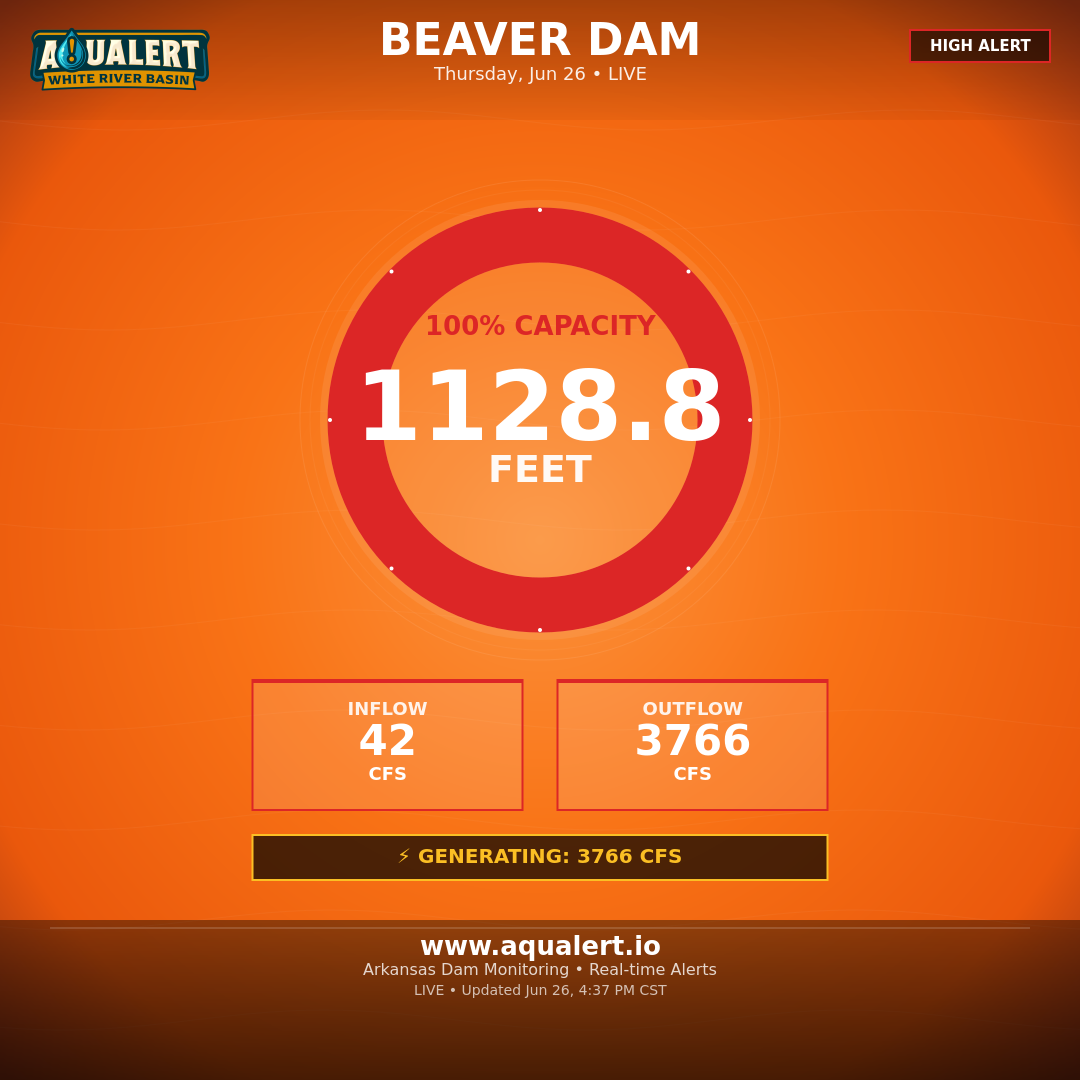 AQUALERT
WHITE RIVER BASIN
BEAVER DAM
Thursday, Jun 26 • LIVE
HIGH ALERT
100% CAPACITY
1128.8
FEET
INFLOW
42
CFS
OUTFLOW
3766
CFS
⚡ GENERATING: 3766 CFS
www.aqualert.io
Arkansas Dam Monitoring • Real-time Alerts
LIVE • Updated Jun 26, 4:37 PM CST